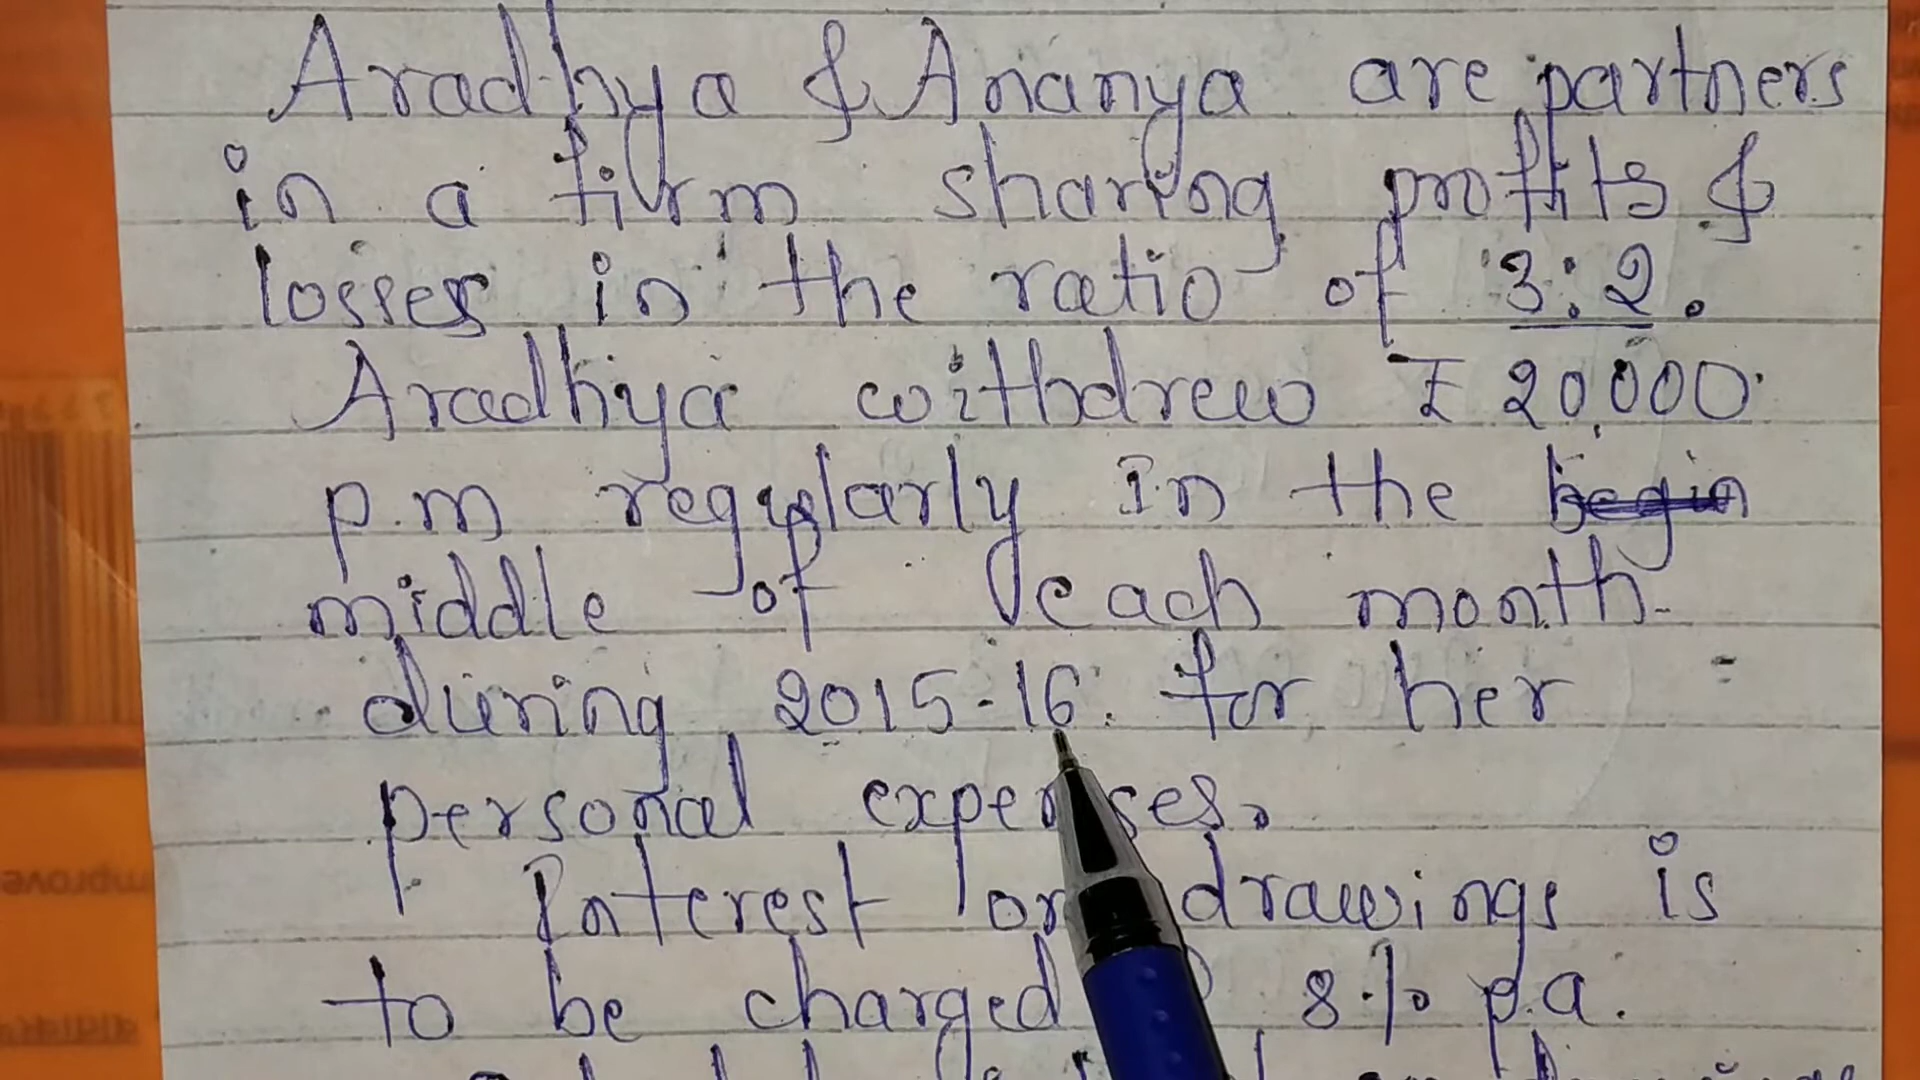 Aradhya & Ananya are partners
in a firm sharing profits &
losses in the ratio of 3:2.
Aradhya withdrew ₹ 20,000
p.m regularly in the begin
middle of each month
during 2015-16. for her
personal expenses.
Interest on drawings is
to be charged @ 8% p.a.